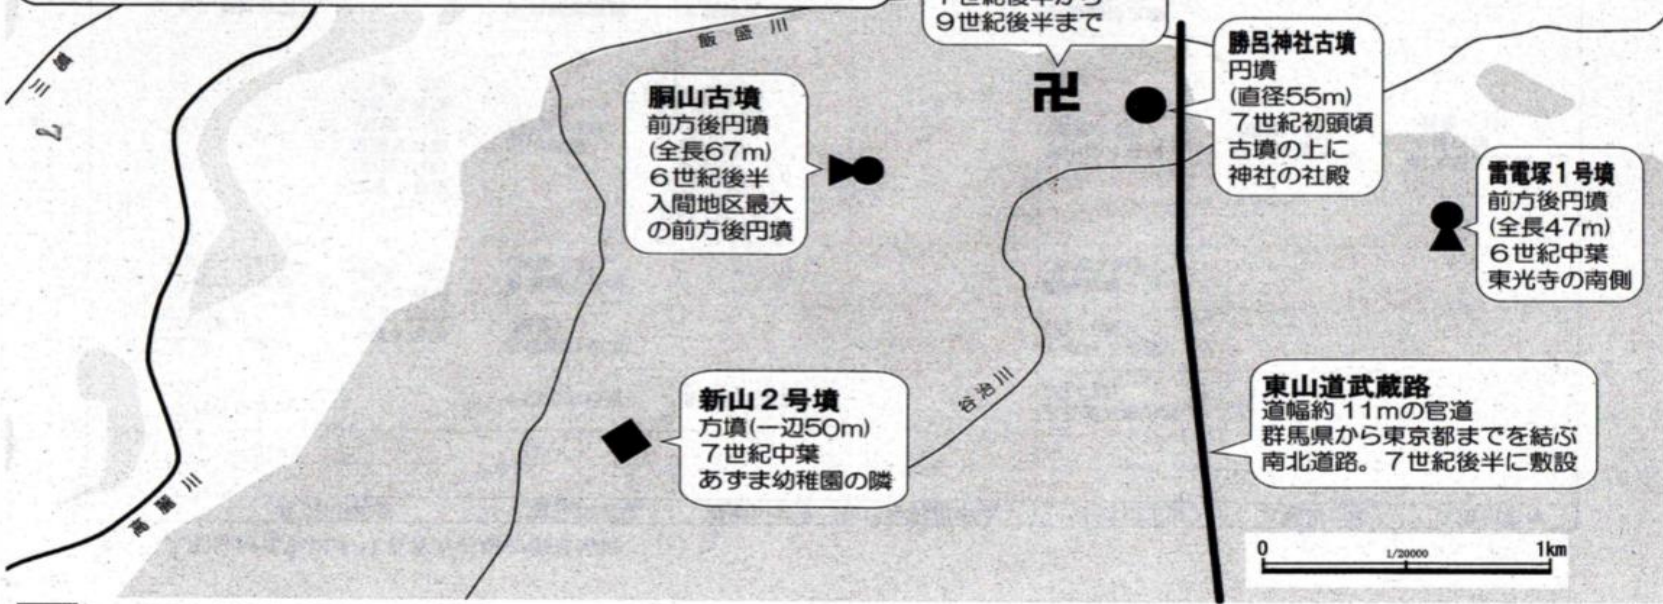 ９世紀後半まで
飯盛川
葛川
胴山古墳
前方後円墳
(全長67m)
６世紀後半
入間地区最大
の前方後円墳
卍
勝呂神社古墳
円墳
(直径55m)
７世紀初頭頃
古墳の上に
神社の社殿
雷電塚１号墳
前方後円墳
(全長47m)
６世紀中葉
東光寺の南側
新山２号墳
方墳(一辺50m)
７世紀中葉
あずま幼稚園の隣
谷治川
東山道武蔵路
道幅約 11mの官道
群馬県から東京都までを結ぶ
南北道路。７世紀後半に敷設
高麗川
0 1/20000 1km